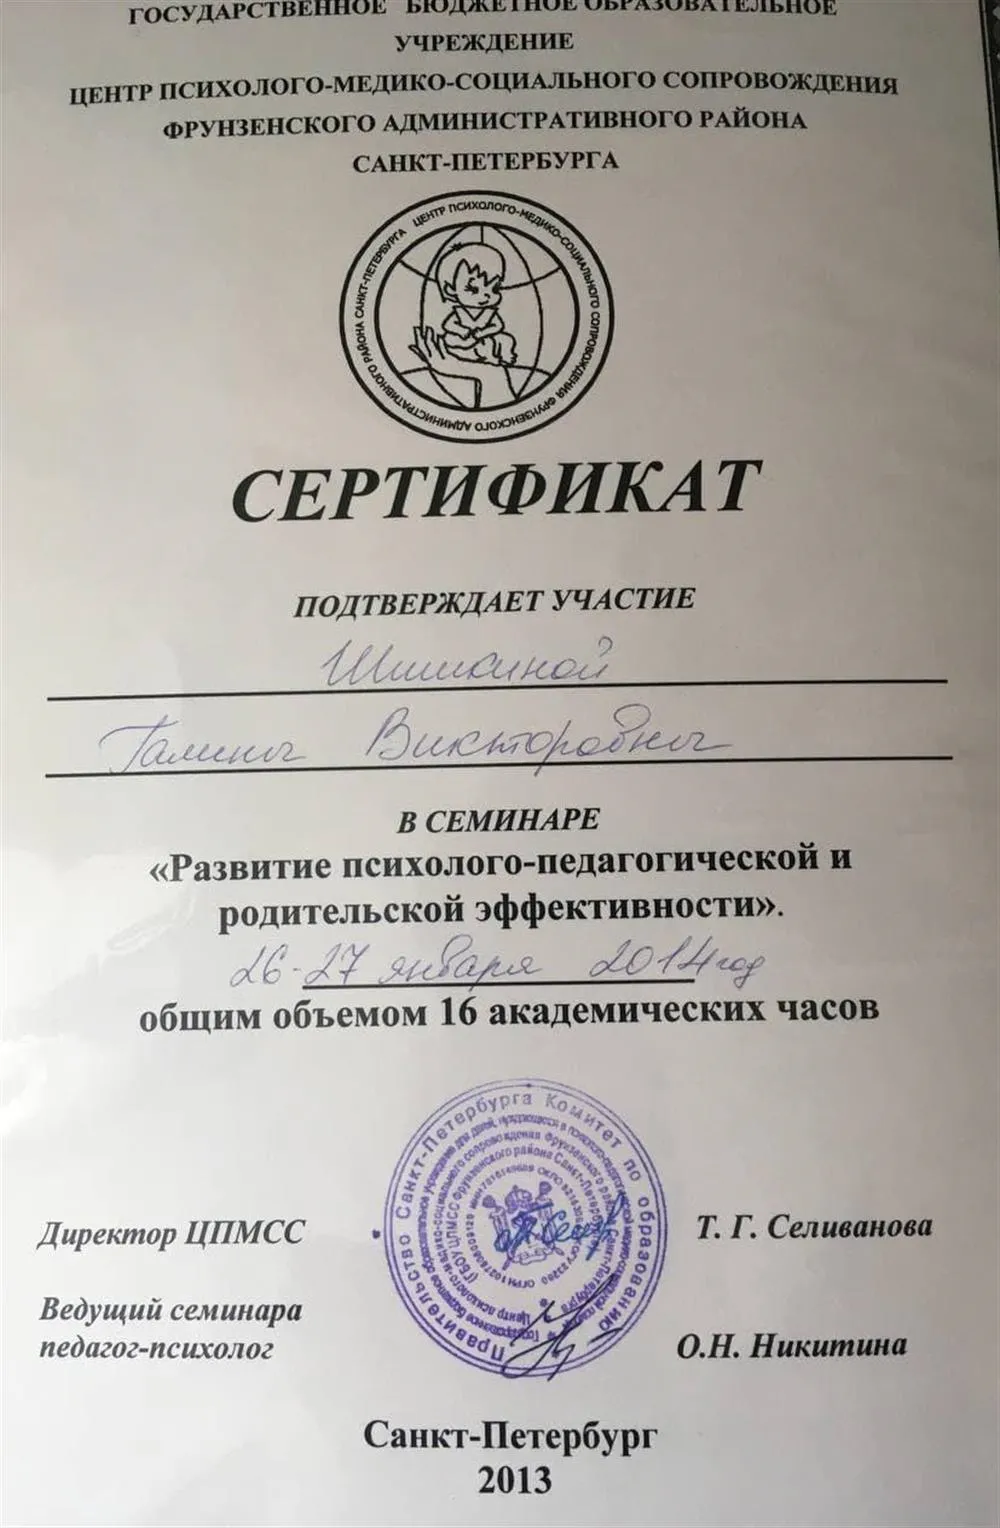 ГОСУДАРСТВЕННОЕ БЮДЖЕТНОЕ ОБРАЗОВАТЕЛЬНОЕ
УЧРЕЖДЕНИЕ
ЦЕНТР ПСИХОЛОГО-МЕДИКО-СОЦИАЛЬНОГО СОПРОВОЖДЕНИЯ
ФРУНЗЕНСКОГО АДМИНИСТРАТИВНОГО РАЙОНА
САНКТ-ПЕТЕРБУРГА
ЦЕНТР ПСИХОЛОГО-МЕДИКО-СОЦИАЛЬНОГО СОПРОВОЖДЕНИЯ ФРУНЗЕНСКОГО АДМИНИСТРАТИВНОГО РАЙОНА САНКТ-ПЕТЕРБУРГА
СЕРТИФИКАТ
ПОДТВЕРЖДАЕТ УЧАСТИЕ
Шишкиной
Галины Викторовны
В СЕМИНАРЕ
«Развитие психолого-педагогической и
родительской эффективности».
26-27 января 2014 год
общим объемом 16 академических часов
Правительство Санкт-Петербурга Комитет по образованию
Директор ЦПМСС Т. Г. Селиванова
Ведущий семинара
педагог-психолог О.Н. Никитина
Санкт-Петербург
2013